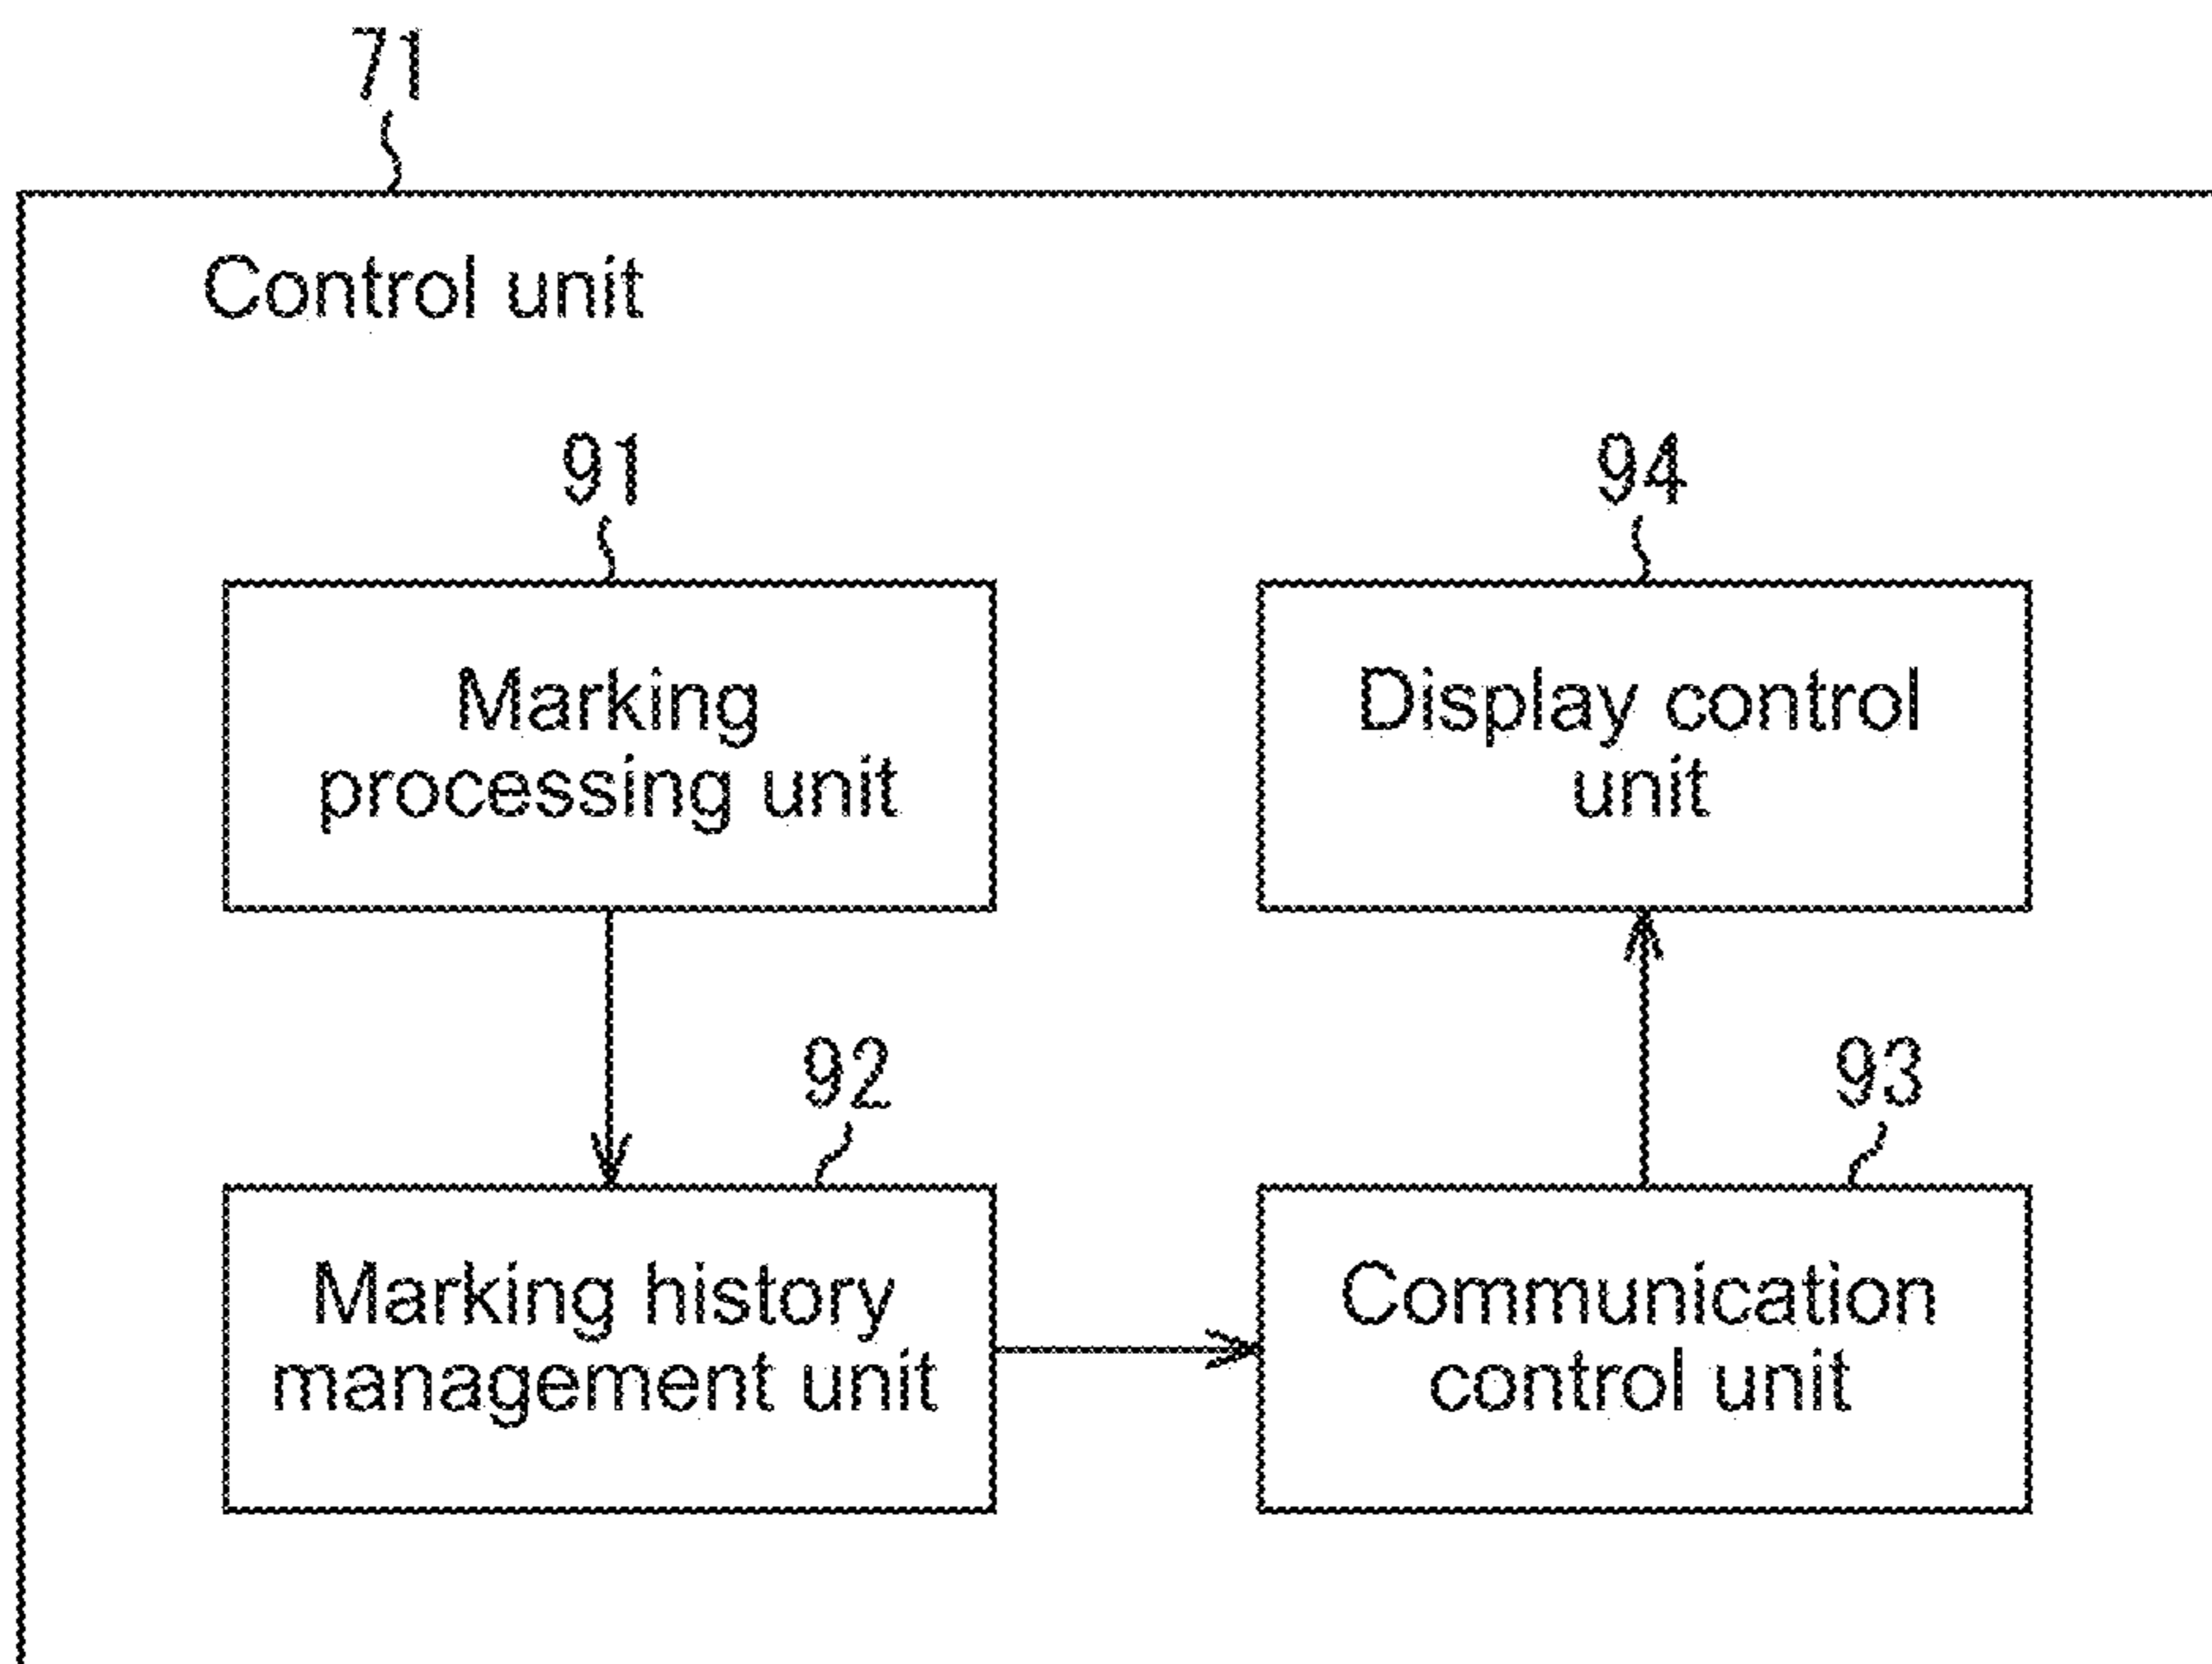 71
Control unit
91
94
Marking
processing unit
Display control
unit
92
93
Marking history
management unit
Communication
control unit